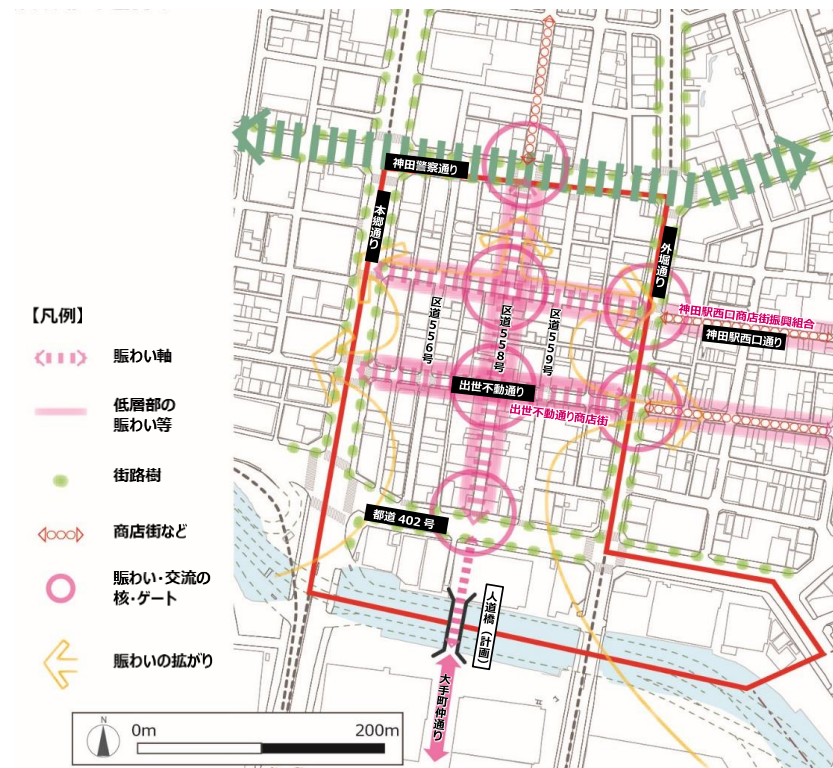 神田警察通り
本郷通り
外堀通り
神田駅西口商店街振興組合
神田駅西口通り
区道556号
区道558号
区道559号
出世不動通り
出世不動通り商店街
都道402号
人道橋（計画）
大手町仲通り
【凡例】
賑わい軸
低層部の
賑わい等
街路樹
商店街など
賑わい・交流の
核・ゲート
賑わいの拡がり
N
0m
200m